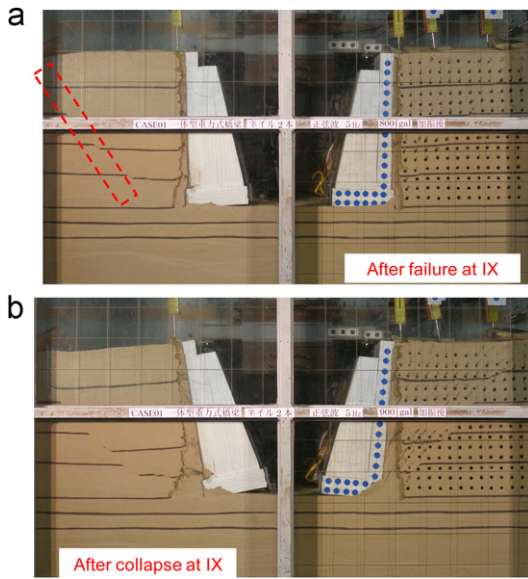 a
CASE01 一体型重力式橋梁 ネイル2本 正弦波 5Hz 800gal 加振後
After failure at IX
b
CASE01 一体型重力式橋梁 ネイル2本 正弦波 5Hz 900gal 加振後
After collapse at IX